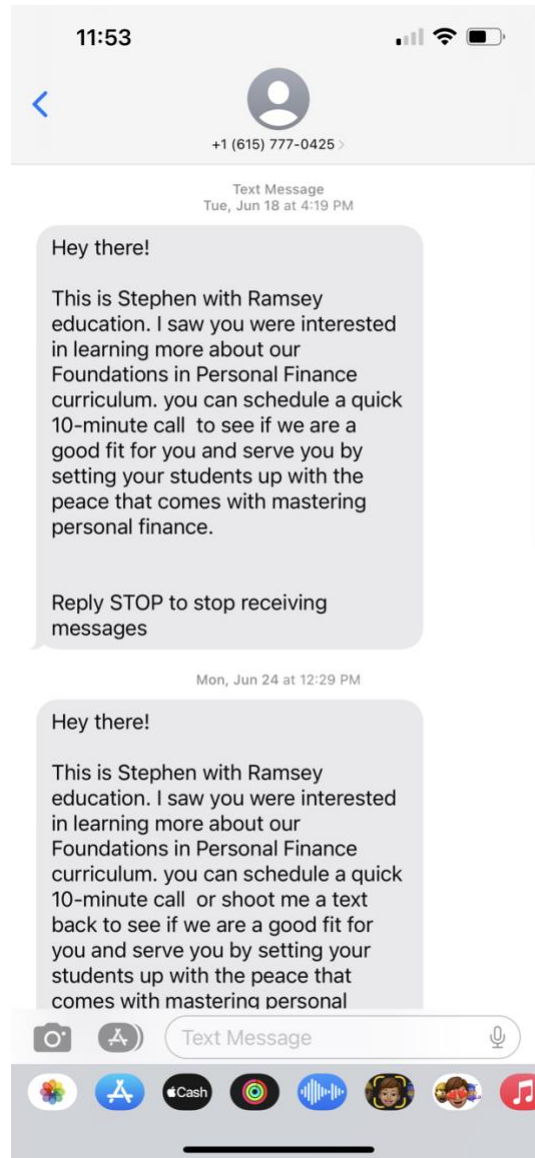 11:53
+1 (615) 777-0425 >
Text Message
Tue, Jun 18 at 4:19 PM
Hey there!
This is Stephen with Ramsey
education. I saw you were interested
in learning more about our
Foundations in Personal Finance
curriculum. you can schedule a quick
10-minute call  to see if we are a
good fit for you and serve you by
setting your students up with the
peace that comes with mastering
personal finance.
Reply STOP to stop receiving
messages
Mon, Jun 24 at 12:29 PM
Hey there!
This is Stephen with Ramsey
education. I saw you were interested
in learning more about our
Foundations in Personal Finance
curriculum. you can schedule a quick
10-minute call  or shoot me a text
back to see if we are a good fit for
you and serve you by setting your
students up with the peace that
comes with mastering personal
Text Message
Cash